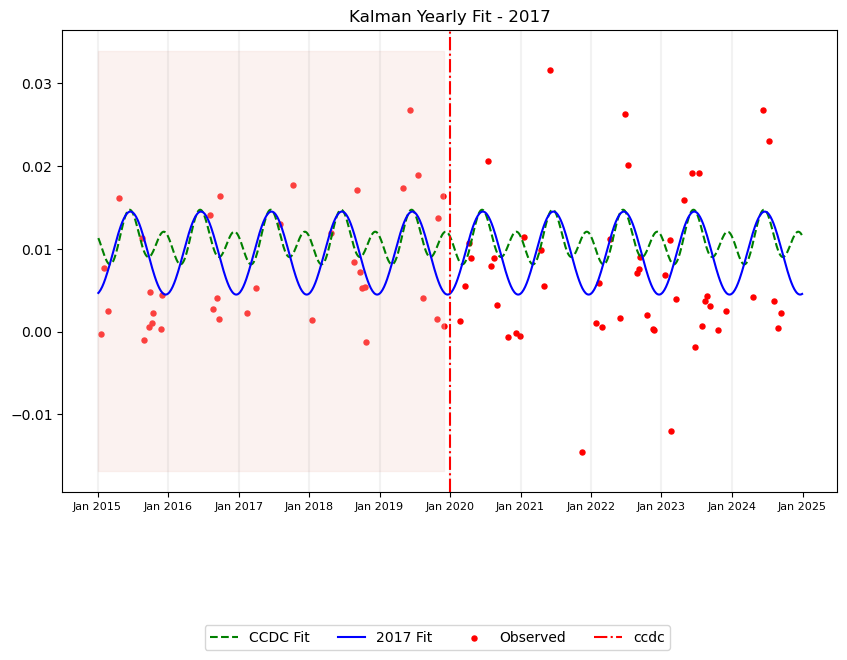 Kalman Yearly Fit - 2017
0.03
0.02
0.01
0.00
−0.01
Jan 2015 Jan 2016 Jan 2017 Jan 2018 Jan 2019 Jan 2020 Jan 2021 Jan 2022 Jan 2023 Jan 2024 Jan 2025
CCDC Fit 2017 Fit Observed ccdc